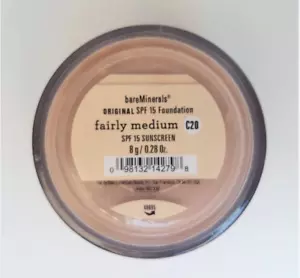 bareMinerals®
ORIGINAL SPF 15 Foundation
fairly medium C20
SPF 15 SUNSCREEN
8 g / 0.28 Oz.
0 98132 14279 8